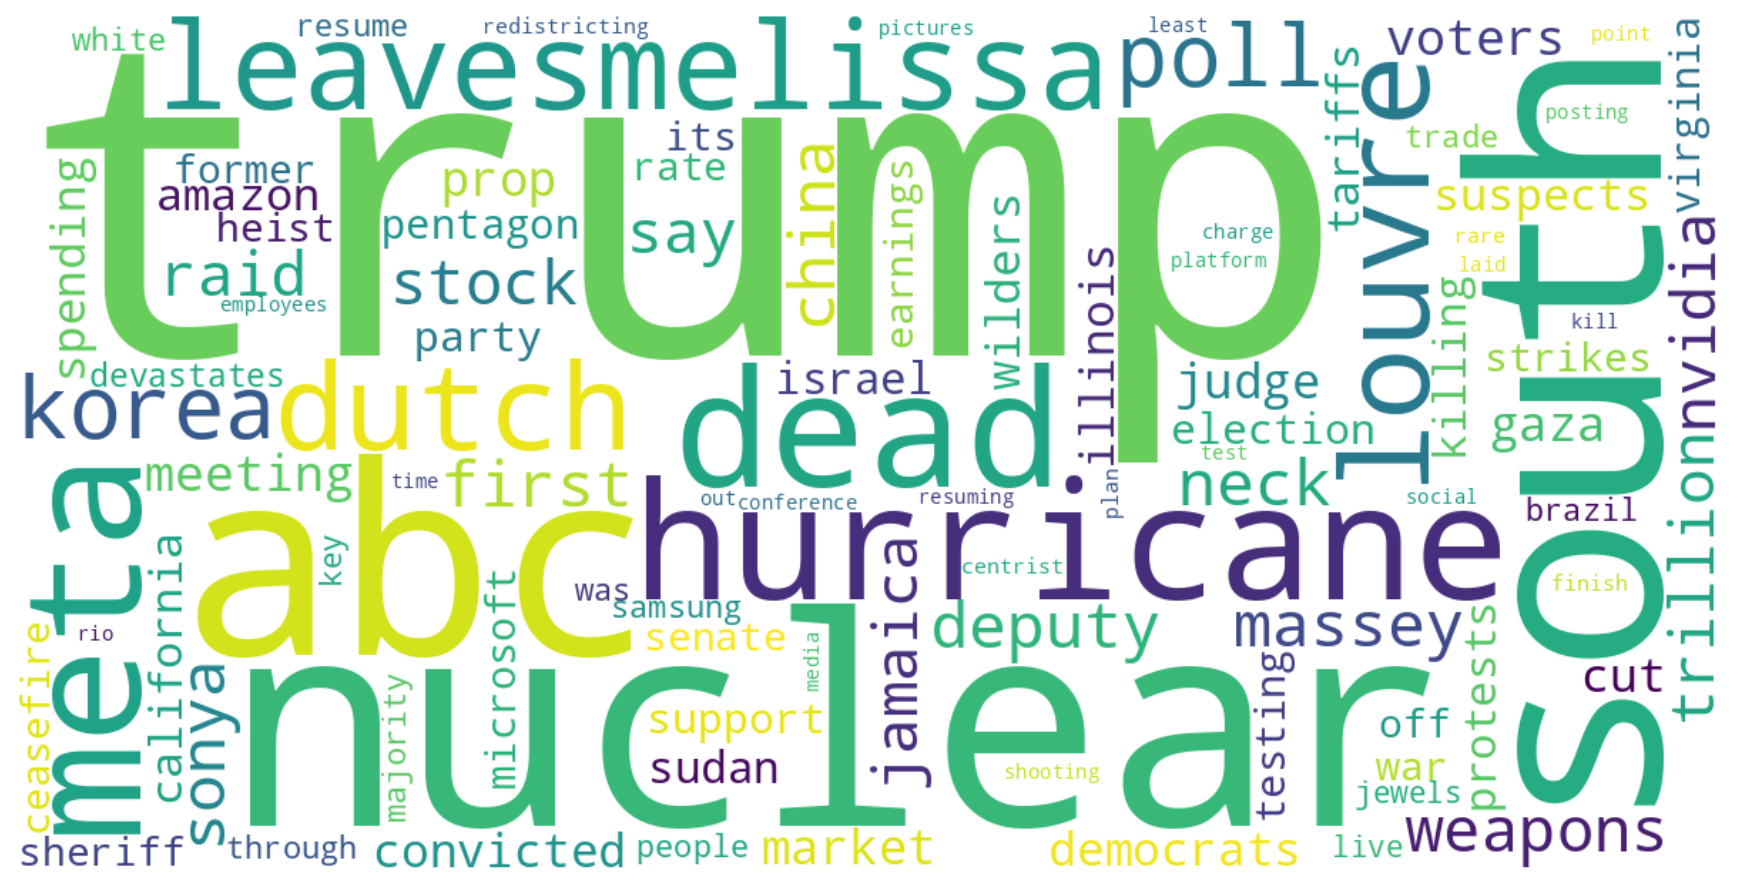 white
resume
redistricting
pictures
least
leaves
melissa
poll
voters
point
trump
tariffs
louvre
south
virginia
posting
trade
suspects
spending
former
amazon
heist
raid
employees
prop
pentagon
stock
party
its
rate
say
china
earnings
wilders
charge
platform
illinois
rare
laid
killing
kill
strikes
nvidia
devastates
korea
dutch
dead
israel
judge
election
test
gaza
meta
meeting
time
first
abc
out
conference
resuming
plan
hurricane
neck
social
brazil
trillion
california
key
microsoft
was
samsung
senate
media
jamaica
centrist
deputy
massey
finish
ceasefire
rio
sonya
nuclear
majority
support
sudan
shooting
testing
off
war
jewels
protests
cut
sheriff
through
convicted
people
market
democrats
live
weapons